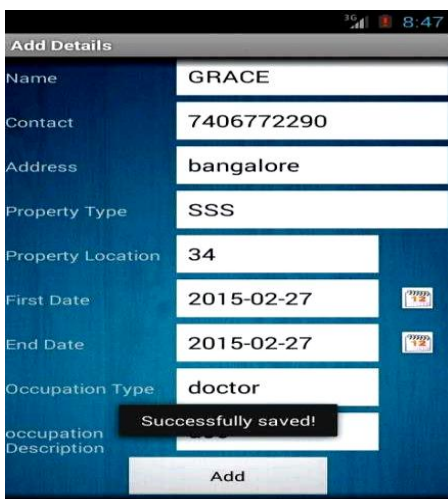 3G 8:47
Add Details
Name GRACE
Contact 7406772290
Address bangalore
Property Type SSS
Property Location 34
First Date 2015-02-27
End Date 2015-02-27
Occupation Type doctor
Successfully saved!
occupation
Description
Add